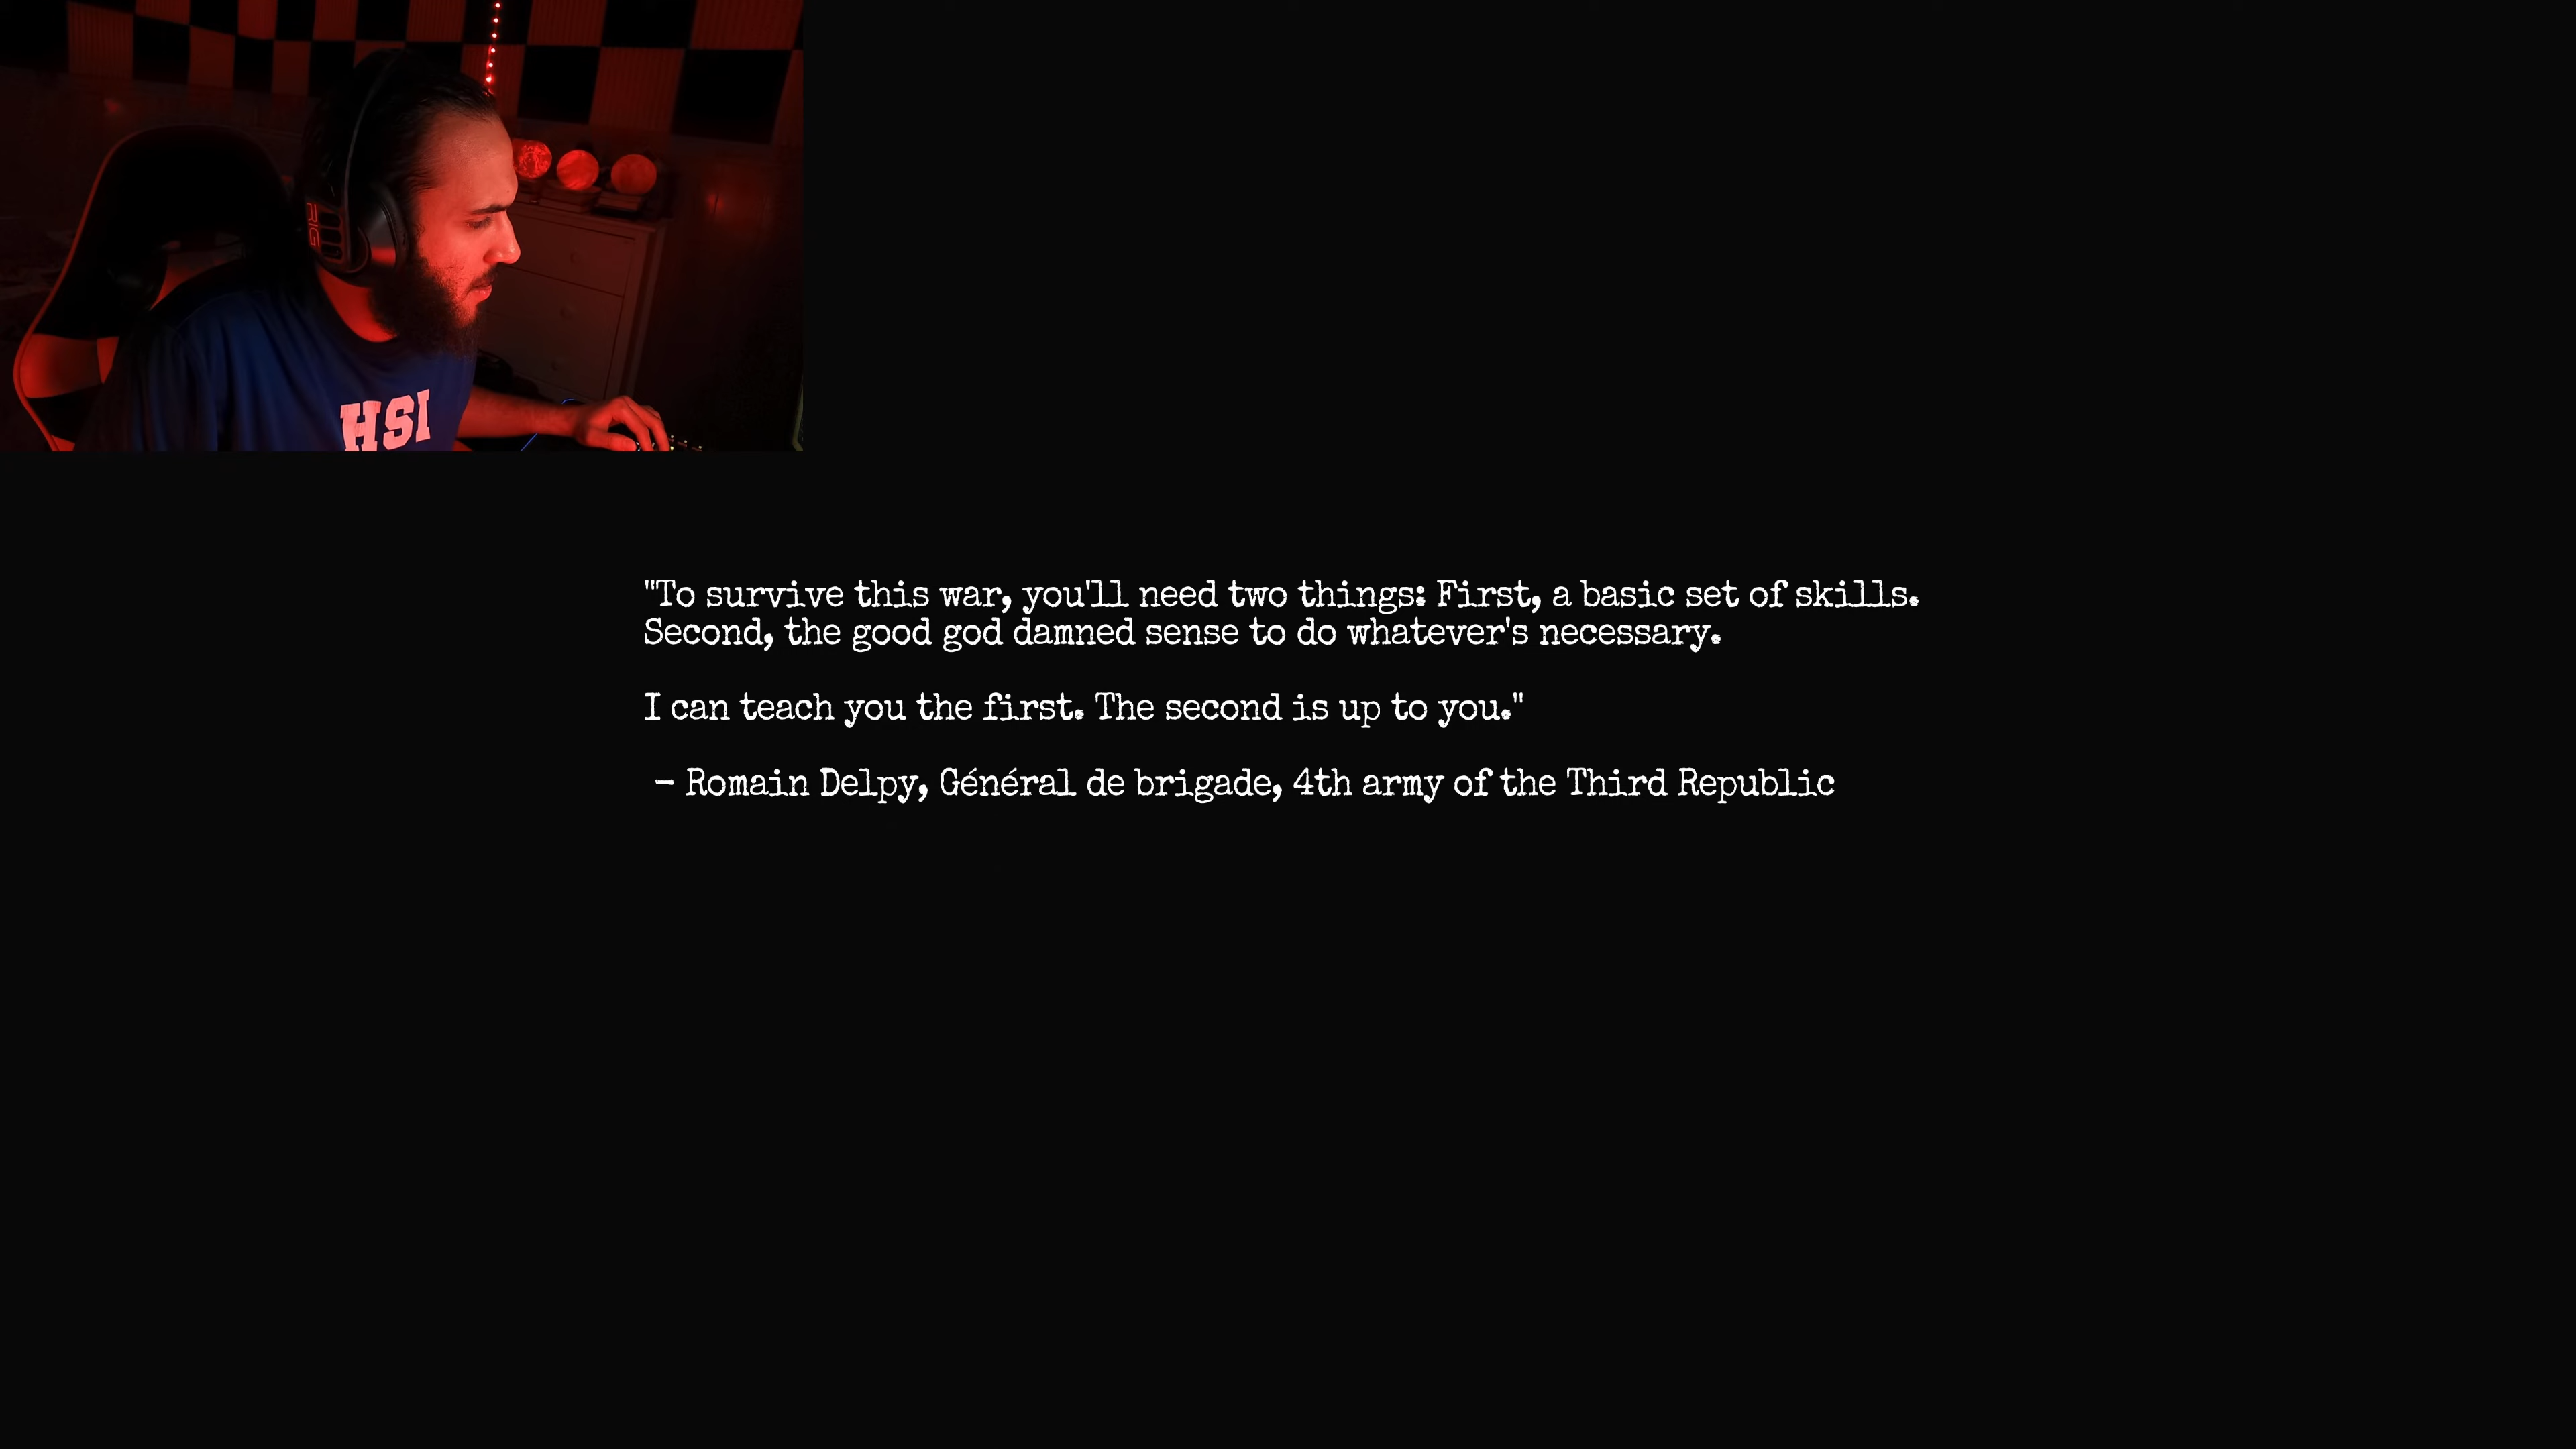 RIG
HSI
"To survive this war, you'll need two things: First, a basic set of skills.
Second, the good god damned sense to do whatever's necessary.
I can teach you the first. The second is up to you."
- Romain Delpy, Général de brigade, 4th army of the Third Republic